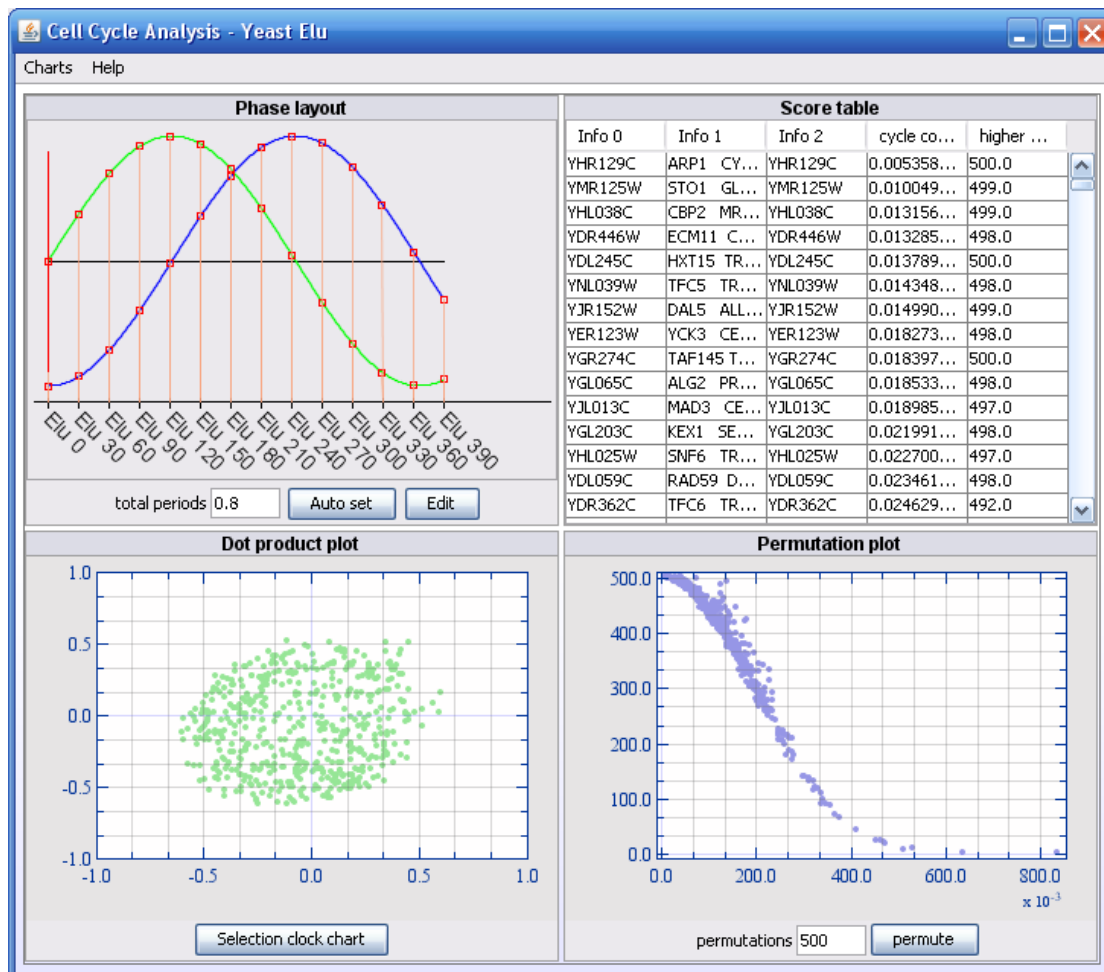 Cell Cycle Analysis - Yeast Elu
Charts Help
Phase layout
Elu 0
Elu 30
Elu 60
Elu 90
Elu 120
Elu 150
Elu 180
Elu 210
Elu 240
Elu 270
Elu 300
Elu 330
Elu 360
Elu 390
total periods 0.8 Auto set Edit
Score table
Info 0 Info 1 Info 2 cycle co... higher ...
YHR129C ARP1 CY... YHR129C 0.005358... 500.0
YMR125W STO1 GL... YMR125W 0.010049... 499.0
YHL038C CBP2 MR... YHL038C 0.013156... 499.0
YDR446W ECM11 C... YDR446W 0.013285... 498.0
YDL245C HXT15 TR... YDL245C 0.013789... 500.0
YNL039W TFC5 TR... YNL039W 0.014348... 498.0
YJR152W DAL5 ALL... YJR152W 0.014990... 499.0
YER123W YCK3 CE... YER123W 0.018273... 498.0
YGR274C TAF145 T... YGR274C 0.018397... 500.0
YGL065C ALG2 PR... YGL065C 0.018533... 498.0
YJL013C MAD3 CE... YJL013C 0.018985... 497.0
YGL203C KEX1 SE... YGL203C 0.021991... 498.0
YHL025W SNF6 TR... YHL025W 0.022700... 497.0
YDL059C RAD59 D... YDL059C 0.023461... 498.0
YDR362C TFC6 TR... YDR362C 0.024629... 492.0
Dot product plot
1.0
0.5
0.0
-0.5
-1.0
-1.0 -0.5 0.0 0.5 1.0
Selection clock chart
Permutation plot
500.0
400.0
300.0
200.0
100.0
0.0
0.0 200.0 400.0 600.0 800.0
x 10⁻³
permutations 500 permute